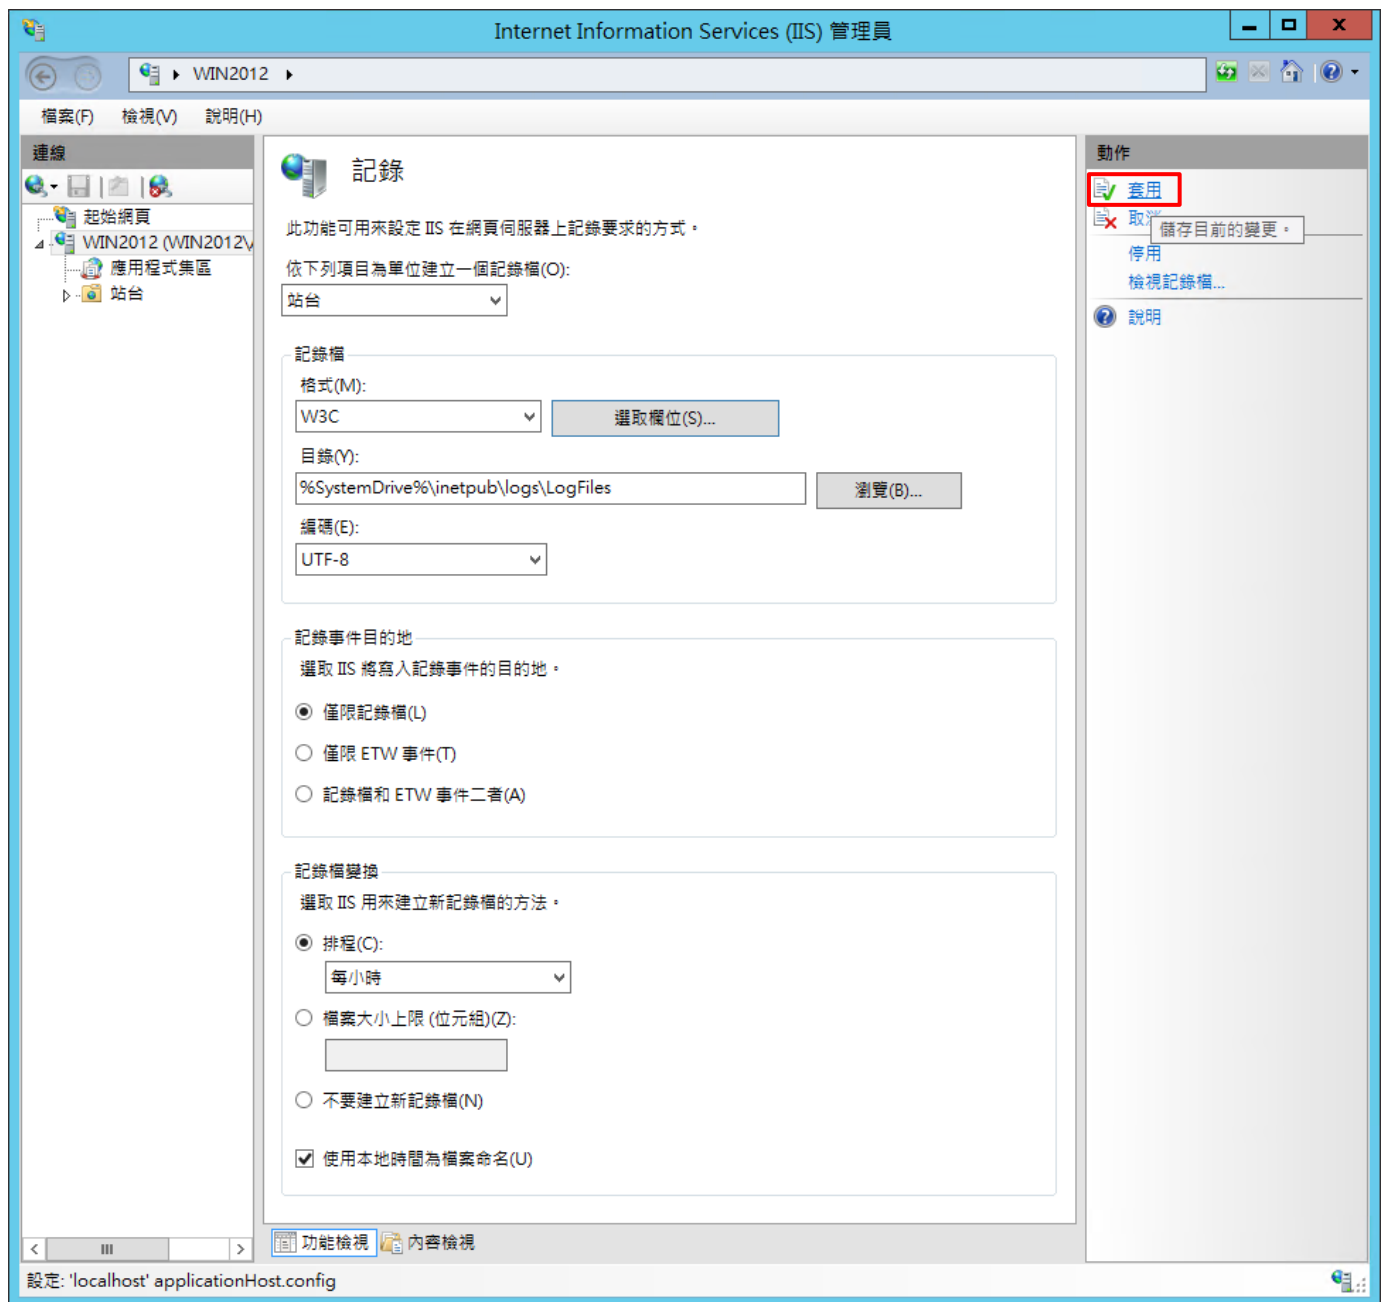 Internet Information Services (IIS) 管理員
WIN2012
檔案(F) 檢視(V) 說明(H)
連線
起始網頁
WIN2012 (WIN2012\
應用程式集區
站台
記錄
此功能可用來設定 IIS 在網頁伺服器上記錄要求的方式。
依下列項目為單位建立一個記錄檔(O):
站台
記錄檔
格式(M):
W3C
選取欄位(S)...
目錄(Y):
%SystemDrive%\inetpub\logs\LogFiles
瀏覽(B)...
編碼(E):
UTF-8
記錄事件目的地
選取 IIS 將寫入記錄事件的目的地。
僅限記錄檔(L)
僅限 ETW 事件(T)
記錄檔和 ETW 事件二者(A)
記錄檔變換
選取 IIS 用來建立新記錄檔的方法。
排程(C):
每小時
檔案大小上限 (位元組)(Z):
不要建立新記錄檔(N)
使用本地時間為檔案命名(U)
功能檢視 內容檢視
動作
套用
取消
儲存目前的變更。
停用
檢視記錄檔...
說明
設定: 'localhost' applicationHost.config